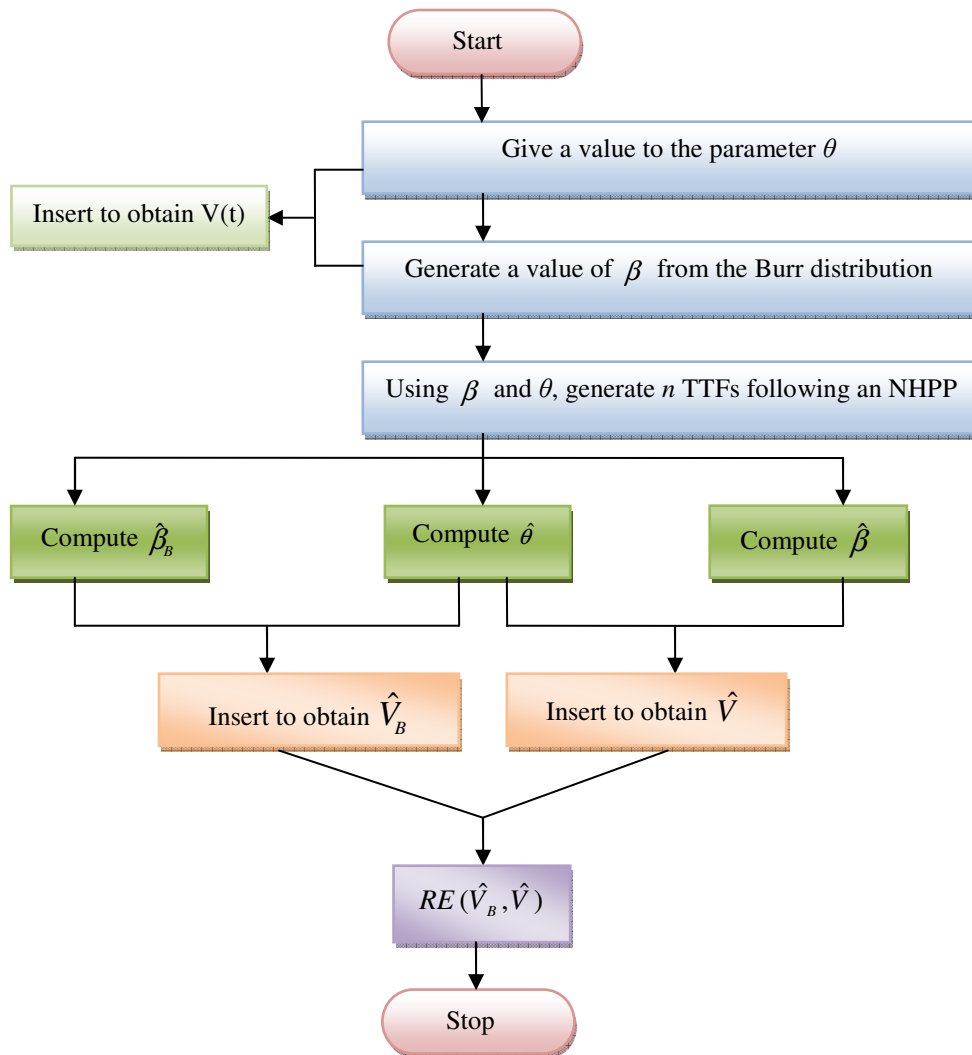 Start
Give a value to the parameter θ
Insert to obtain V(t)
Generate a value of β from the Burr distribution
Using β and θ, generate n TTFs following an NHPP
Compute β̂_B
Compute θ̂
Compute β̂
Insert to obtain V̂_B
Insert to obtain V̂
RE(V̂_B, V̂)
Stop